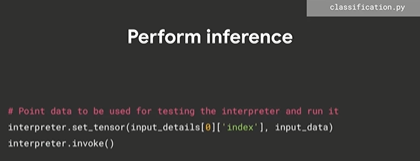 classification.py
Perform inference
# Point data to be used for testing the interpreter and run it
interpreter.set_tensor(input_details[0]['index'], input_data)
interpreter.invoke()